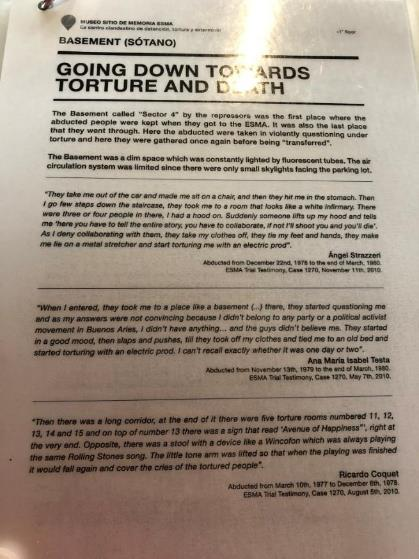 MUSEO SITIO DE MEMORIA ESMA
Ex centro clandestino de detención, tortura y exterminio
-1° floor
BASEMENT (SÓTANO)
GOING DOWN TOWARDS
TORTURE AND DEATH
The Basement called "Sector 4" by the repressors was the first place where the
abducted people were kept when they got to the ESMA. It was also the last place
that they went through. Here the abducted were taken in violently questioning under
torture and here they were gathered once again before being "transferred".
The Basement was a dim space which was constantly lighted by fluorescent tubes. The air
circulation system was limited since there were only small skylights facing the parking lot.
"They take me out of the car and made me sit on a chair, and then they hit me in the stomach. Then
I go few steps down the staircase, they took me to a room that looks like a white infirmary. There
were three or four people in there, I had a hood on. Suddenly someone lifts up my hood and tells
me "here you have to tell the entire story, you have to collaborate, if not I'll shoot you and you'll die'.
As I deny collaborating with them, they take my clothes off, they tie my feet and hands, they make
me lie on a metal stretcher and start torturing me with an electric prod".
Ángel Strazzeri
Abducted from December 22nd, 1978 to the end of March, 1980.
ESMA Trial Testimony, Case 1270, November 11th, 2010.
"When I entered, they took me to a place like a basement (...) there, they started questioning me
and as my answers were not convincing because I didn't belong to any party or a political activist
movement in Buenos Aries, I didn't have anything... and the guys didn't believe me. They started
in a good mood, then slaps and pushes, till they took off my clothes and tied me to an old bed and
started torturing with an electric prod. I can't recall exactly whether it was one day or two".
Ana María Isabel Testa
Abducted from November 13th, 1979 to the end of March, 1980.
ESMA Trial Testimony, Case 1270, May 7th, 2010.
"Then there was a long corridor, at the end of it there were five torture rooms numbered 11, 12,
13, 14 and 15 and on top of number 13 there was a sign that read 'Avenue of Happiness'", right at
the very end. Opposite, there was a stool with a device like a Wincofon which was always playing
the same Rolling Stones song. The little tone arm was lifted so that when the playing was finished
it would fall again and cover the cries of the tortured people".
Ricardo Coquet
Abducted from March 10th, 1977 to December 8th, 1978.
ESMA Trial Testimony, Case 1270, August 5th, 2010.